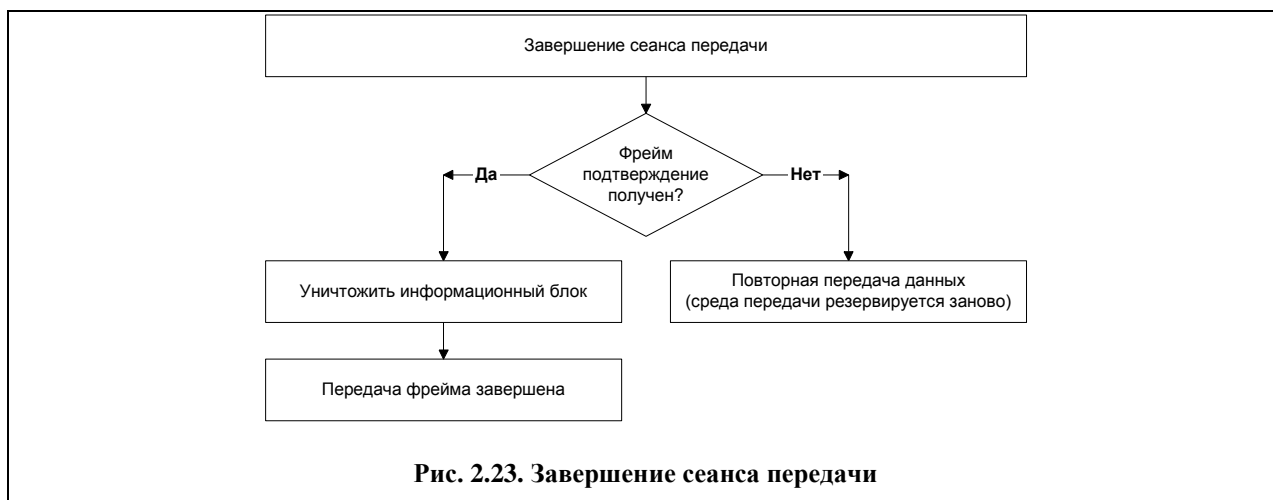 Завершение сеанса передачи
Фрейм
подтверждение
получен?
Да
Нет
Уничтожить информационный блок
Повторная передача данных
(среда передачи резервируется заново)
Передача фрейма завершена
Рис. 2.23. Завершение сеанса передачи